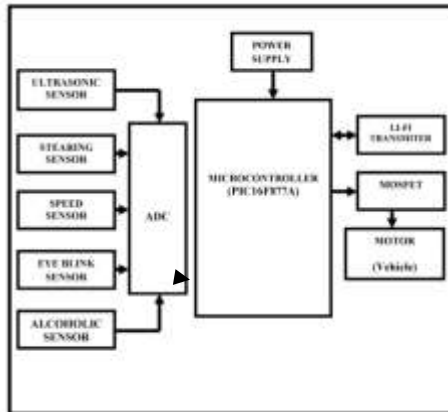 POWER
SUPPLY
ULTRASONIC
SENSOR
STEARING
SENSOR
SPEED
SENSOR
EYE BLINK
SENSOR
ALCOHOLIC
SENSOR
ADC
MICROCONTROLLER
(PIC16F877A)
LI-FI
TRANSMITER
MOSFET
MOTOR
(Vehicle)